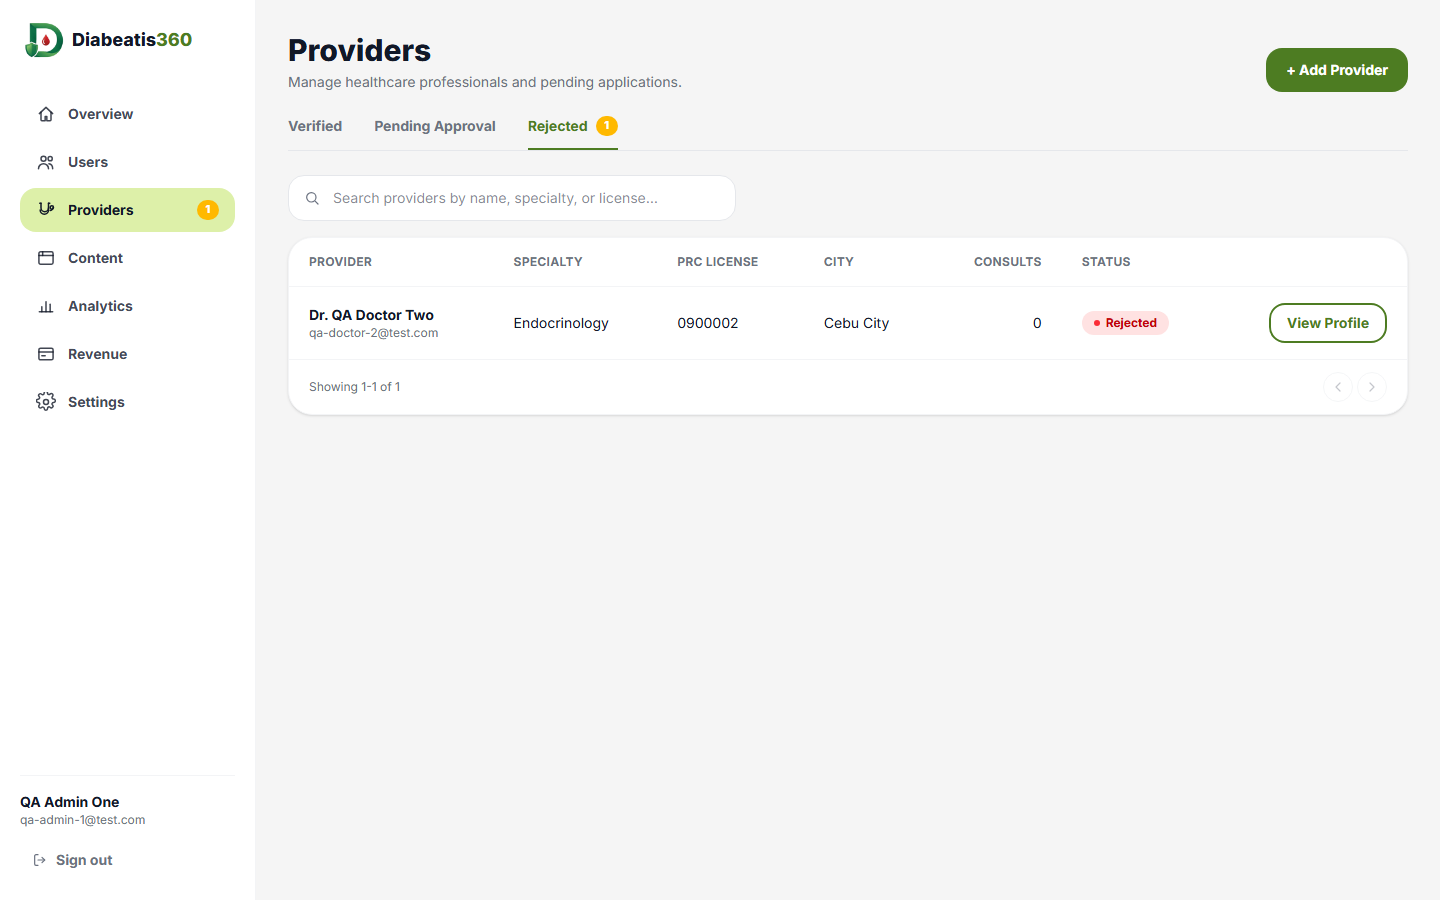 Diabeatis360
Overview
Users
Providers 1
Content
Analytics
Revenue
Settings
QA Admin One
qa-admin-1@test.com
Sign out
Providers
Manage healthcare professionals and pending applications.
+ Add Provider
Verified Pending Approval Rejected 1
Search providers by name, specialty, or license...
PROVIDER SPECIALTY PRC LICENSE CITY CONSULTS STATUS
Dr. QA Doctor Two
qa-doctor-2@test.com
Endocrinology 0900002 Cebu City 0 Rejected View Profile
Showing 1-1 of 1